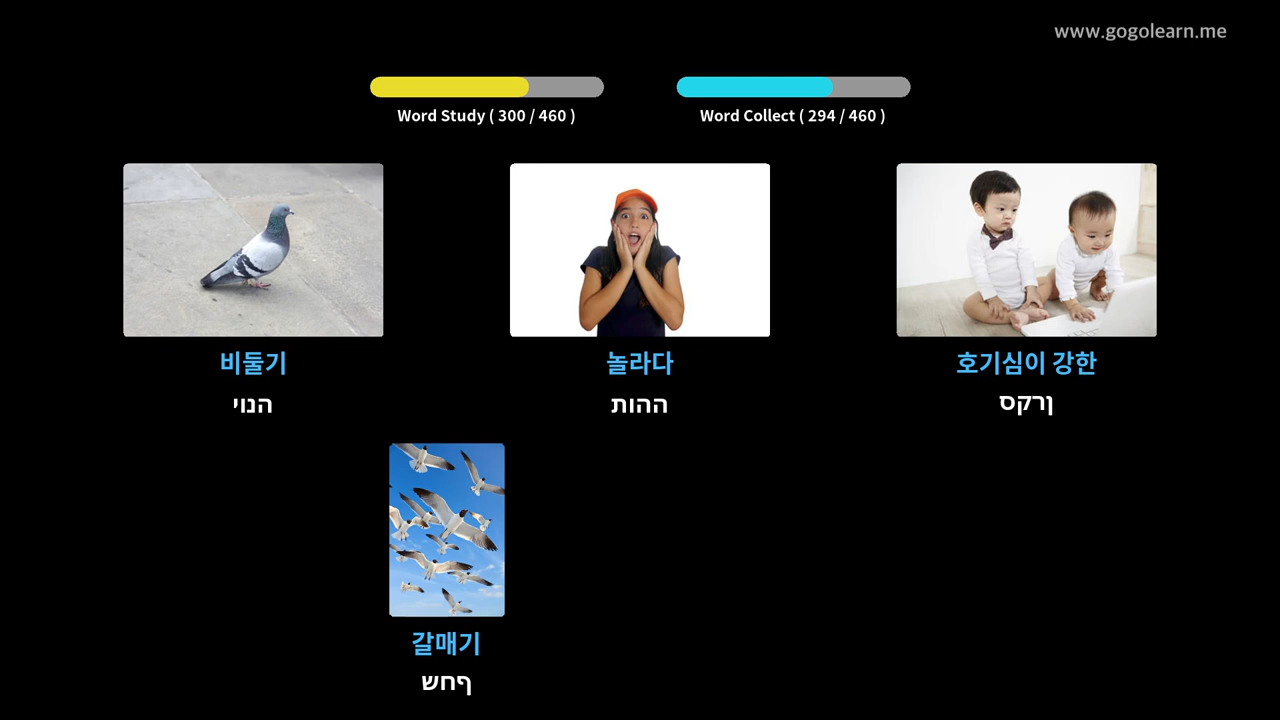 www.gogolearn.me
Word Study ( 300 / 460 )
Word Collect ( 294 / 460 )
비둘기
הנוי
놀라다
ההות
호기심이 강한
ןרקס
갈매기
ףחש